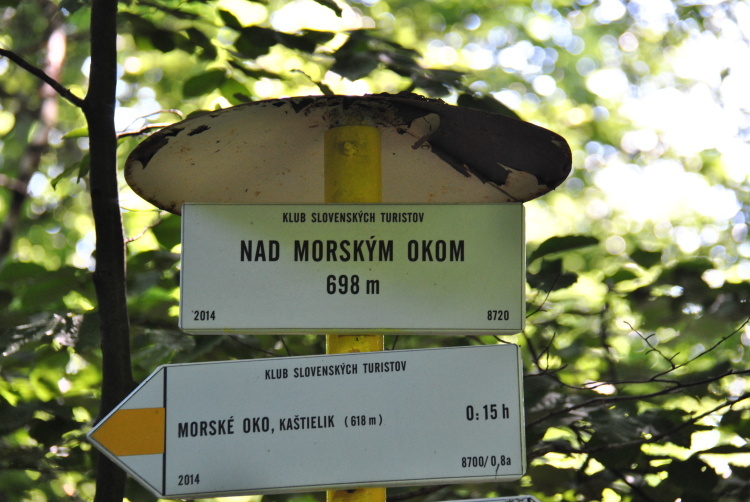 KLUB SLOVENSKÝCH TURISTOV
NAD MORSKÝM OKOM
698 m
2014 8720
KLUB SLOVENSKÝCH TURISTOV
MORSKÉ OKO, KAŠTIELIK (618 m) 0:15 h
2014 8700/0,8a